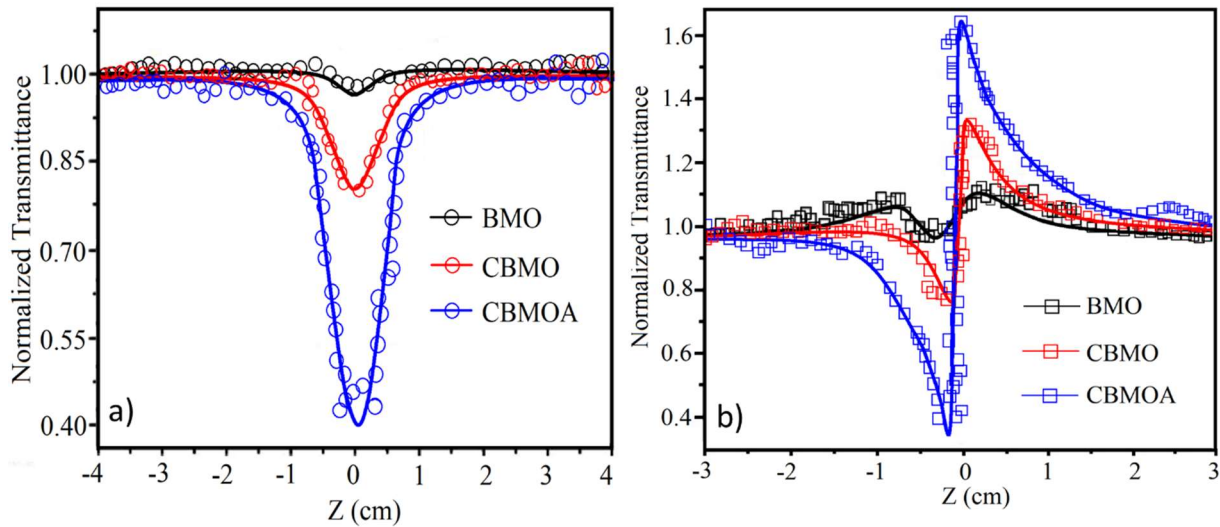 Normalized Transmittance
1.00
0.85
0.70
0.55
0.40
BMO
CBMO
CBMOA
a)
-4 -3 -2 -1 0 1 2 3 4
Z (cm)
Normalized Transmittance
1.6
1.4
1.2
1.0
0.8
0.6
0.4
BMO
CBMO
CBMOA
b)
-3 -2 -1 0 1 2 3
Z (cm)